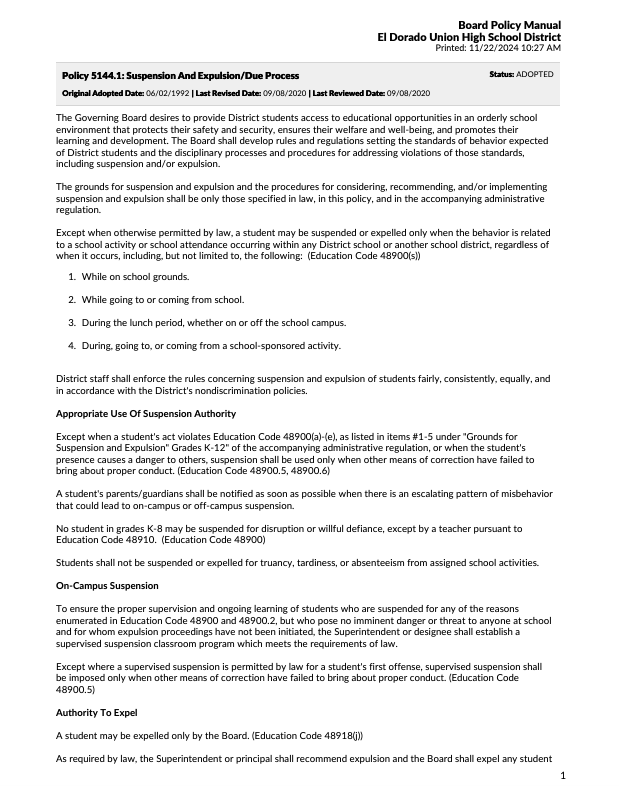 Board Policy Manual
El Dorado Union High School District
Printed: 11/22/2024 10:27 AM
Policy 5144.1: Suspension And Expulsion/Due Process
Status: ADOPTED
Original Adopted Date: 06/02/1992 | Last Revised Date: 09/08/2020 | Last Reviewed Date: 09/08/2020
The Governing Board desires to provide District students access to educational opportunities in an orderly school
environment that protects their safety and security, ensures their welfare and well-being, and promotes their
learning and development. The Board shall develop rules and regulations setting the standards of behavior expected
of District students and the disciplinary processes and procedures for addressing violations of those standards,
including suspension and/or expulsion.
The grounds for suspension and expulsion and the procedures for considering, recommending, and/or implementing
suspension and expulsion shall be only those specified in law, in this policy, and in the accompanying administrative
regulation.
Except when otherwise permitted by law, a student may be suspended or expelled only when the behavior is related
to a school activity or school attendance occurring within any District school or another school district, regardless of
when it occurs, including, but not limited to, the following:  (Education Code 48900(s))
1. While on school grounds.
2. While going to or coming from school.
3. During the lunch period, whether on or off the school campus.
4. During, going to, or coming from a school-sponsored activity.
District staff shall enforce the rules concerning suspension and expulsion of students fairly, consistently, equally, and
in accordance with the District's nondiscrimination policies.
Appropriate Use Of Suspension Authority
Except when a student's act violates Education Code 48900(a)-(e), as listed in items #1-5 under "Grounds for
Suspension and Expulsion" Grades K-12" of the accompanying administrative regulation, or when the student's
presence causes a danger to others, suspension shall be used only when other means of correction have failed to
bring about proper conduct. (Education Code 48900.5, 48900.6)
A student's parents/guardians shall be notified as soon as possible when there is an escalating pattern of misbehavior
that could lead to on-campus or off-campus suspension.
No student in grades K-8 may be suspended for disruption or willful defiance, except by a teacher pursuant to
Education Code 48910.  (Education Code 48900)
Students shall not be suspended or expelled for truancy, tardiness, or absenteeism from assigned school activities.
On-Campus Suspension
To ensure the proper supervision and ongoing learning of students who are suspended for any of the reasons
enumerated in Education Code 48900 and 48900.2, but who pose no imminent danger or threat to anyone at school
and for whom expulsion proceedings have not been initiated, the Superintendent or designee shall establish a
supervised suspension classroom program which meets the requirements of law.
Except where a supervised suspension is permitted by law for a student's first offense, supervised suspension shall
be imposed only when other means of correction have failed to bring about proper conduct. (Education Code
48900.5)
Authority To Expel
A student may be expelled only by the Board. (Education Code 48918(j))
As required by law, the Superintendent or principal shall recommend expulsion and the Board shall expel any student
1